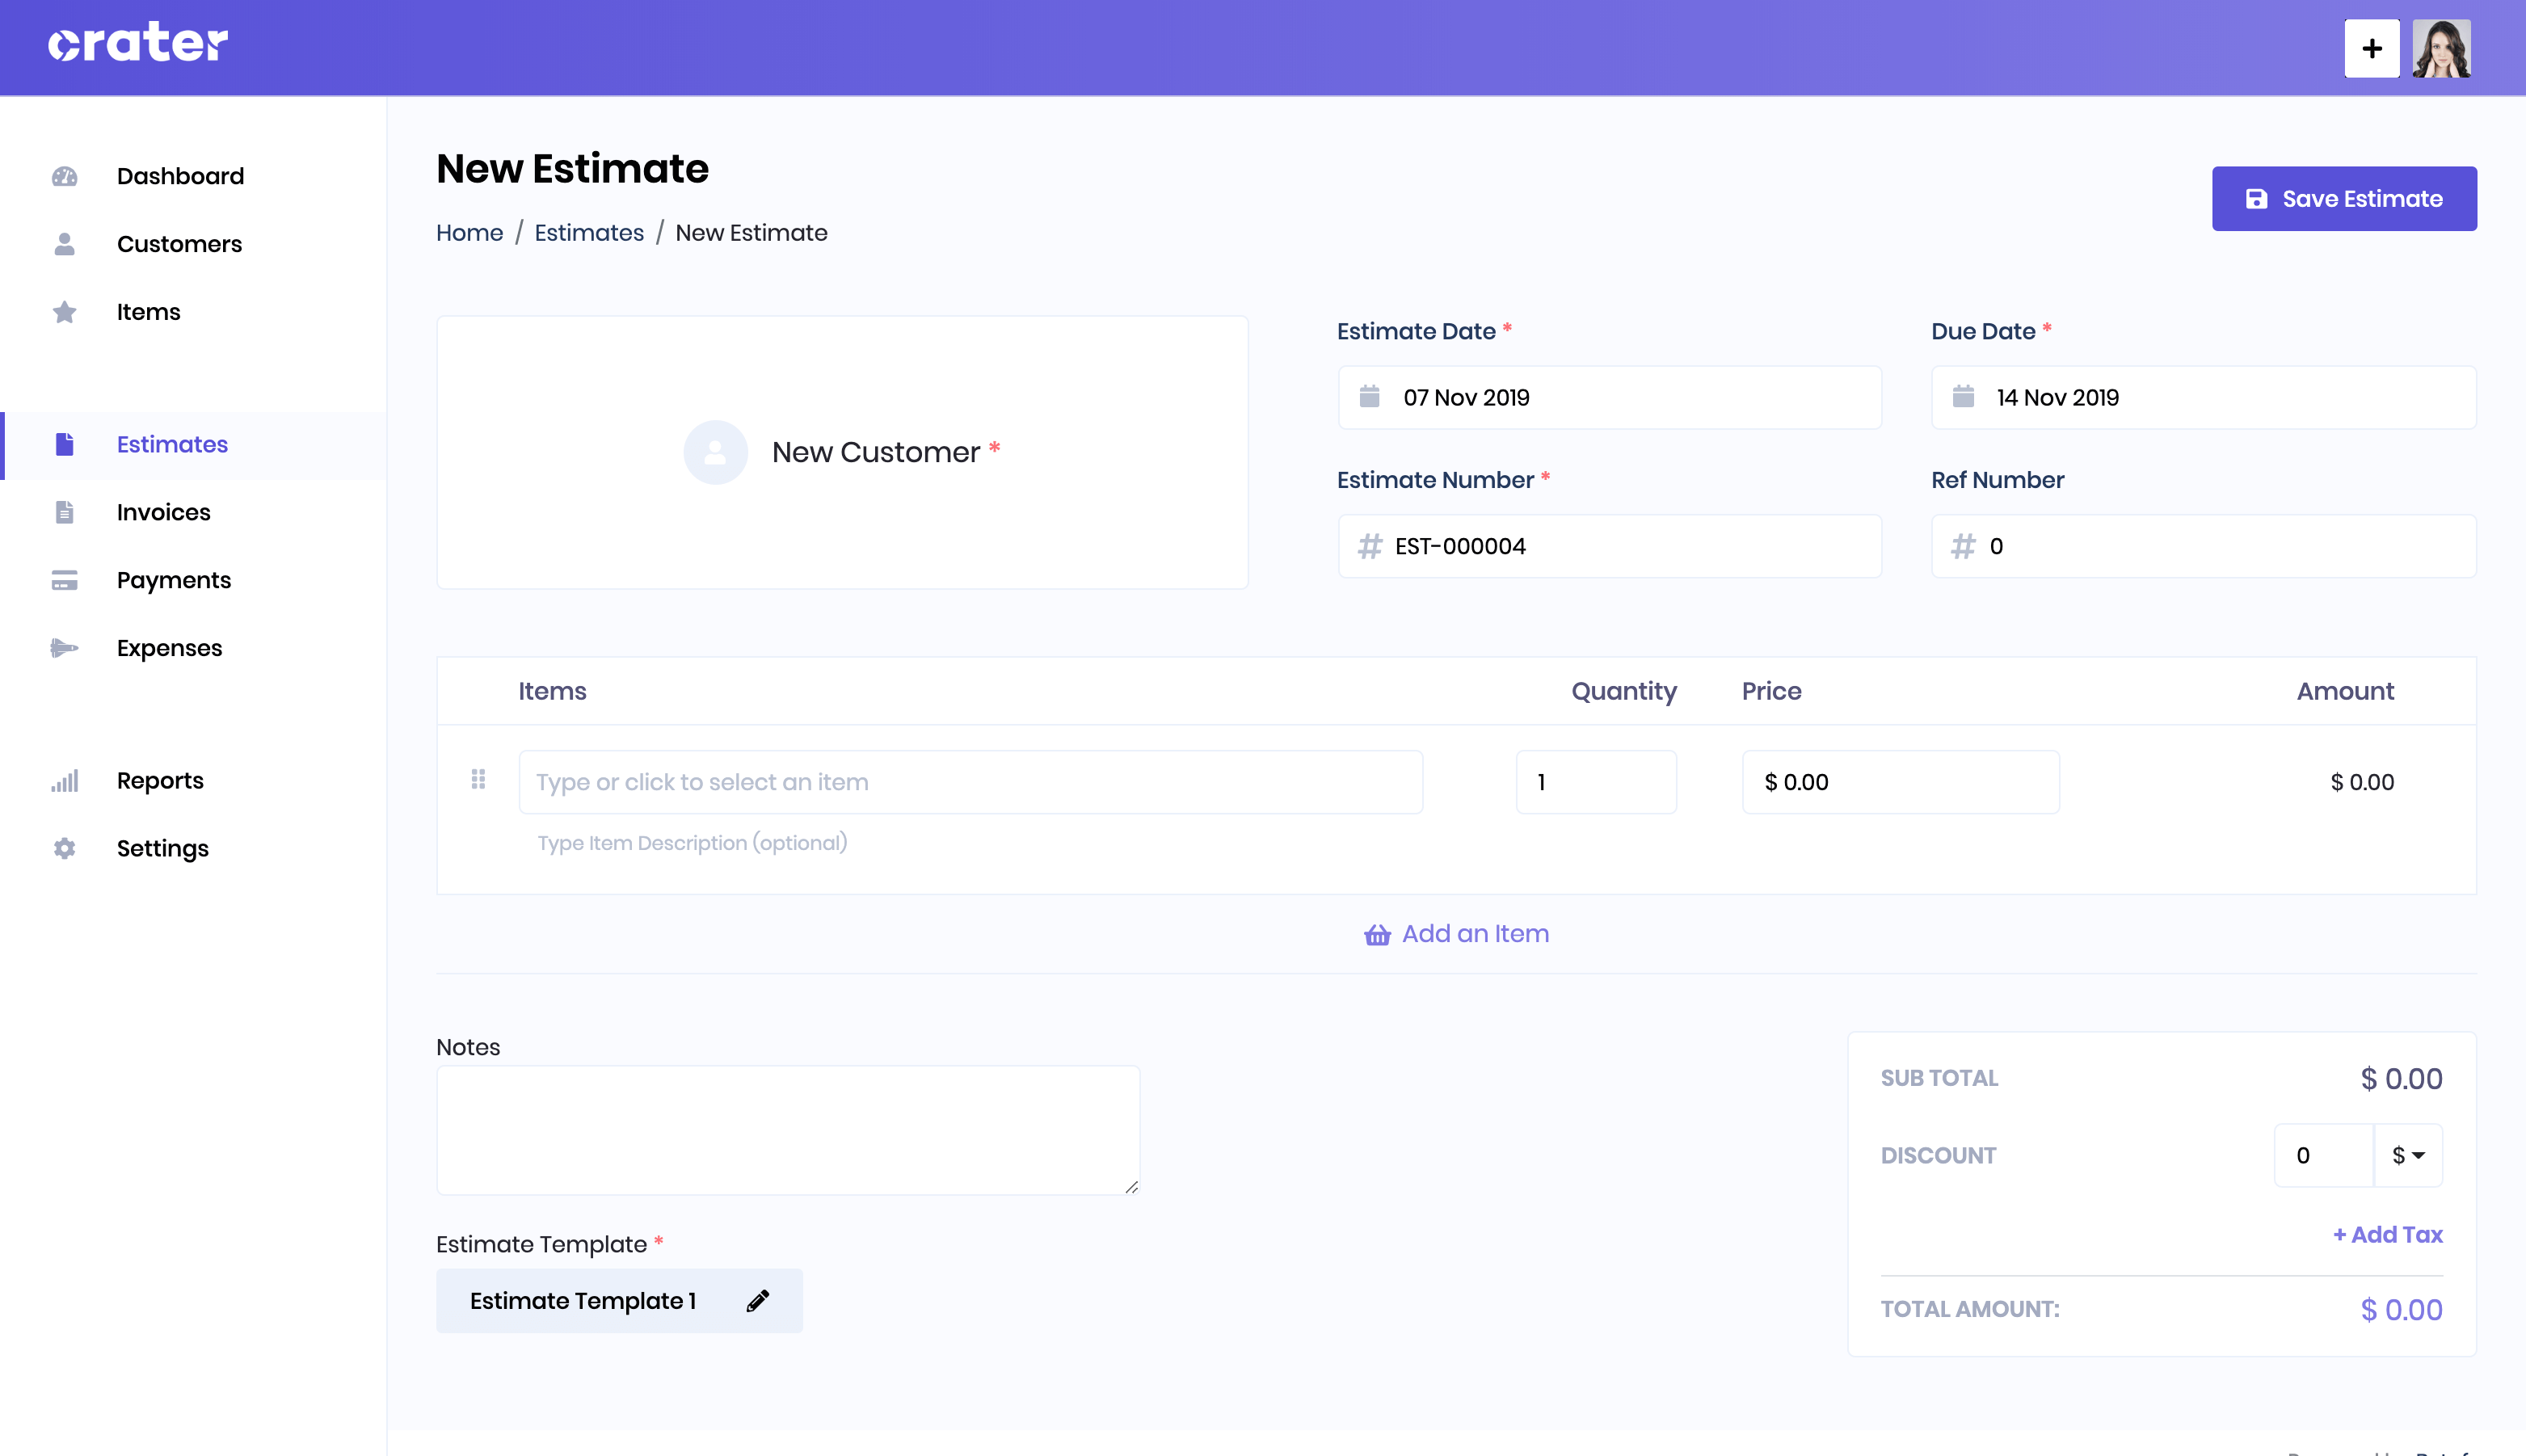 crater
Dashboard
Customers
Items
Estimates
Invoices
Payments
Expenses
Reports
Settings
New Estimate
Home / Estimates / New Estimate
Save Estimate
New Customer *
Estimate Date *
07 Nov 2019
Due Date *
14 Nov 2019
Estimate Number *
# EST-000004
Ref Number
# 0
Items Quantity Price Amount
Type or click to select an item 1 $ 0.00 $ 0.00
Type Item Description (optional)
Add an Item
Notes
Estimate Template *
Estimate Template 1
SUB TOTAL $ 0.00
DISCOUNT 0 $
+ Add Tax
TOTAL AMOUNT: $ 0.00